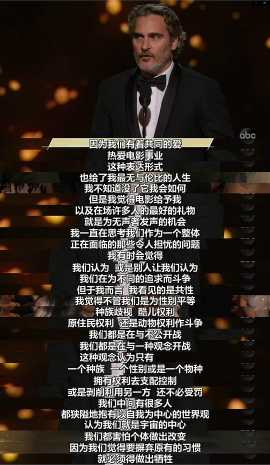 abc
因为我们有着共同的爱
热爱电影事业
这种表达形式
也给了我最无与伦比的人生
我不知道没了它我会如何
但是我觉得电影给予我
以及在场许多人的最好的礼物
就是为无声者发声的机会
我一直在思考我们作为一个整体
正在面临的那些令人担忧的问题
我有时会觉得
我们认为 或是别人让我们认为
我们在为不同的追求而斗争
但于我而言 我看见的是共性
我觉得不管我们是为性别平等
种族歧视 酷儿权利
原住民权利 还是动物权利作斗争
我们都是在与不公开战
我们都是在与一种观念开战
这种观念认为只有
一个种族 一个性别或是一个物种
拥有权利去支配控制
或是剥削利用另一方 还不必受罚
我们中间有很多人
都狭隘地抱有以自我为中心的世界观
认为我们就是宇宙的中心
我们都害怕个体做出改变
因为我们觉得要摒弃原有的习惯
就必须得做出牺牲